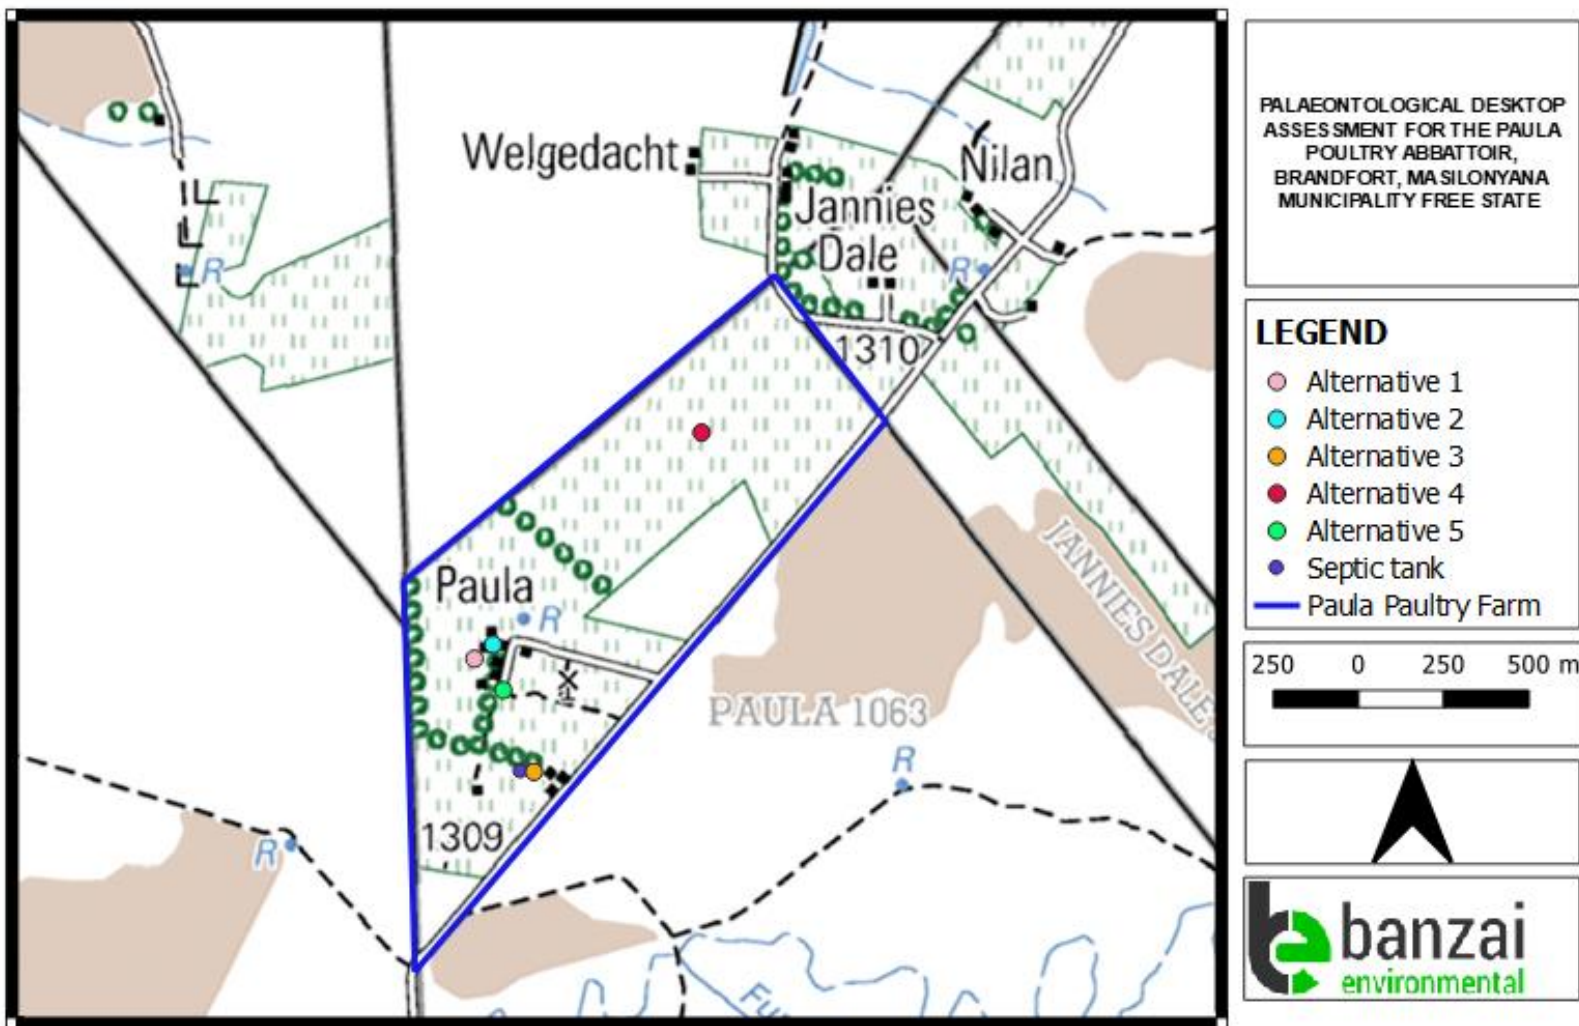 Welgedacht
Nilan
Jannies
Dale
R
R
1310
Paula
R
JANNIES DALE
PAULA 1063
R
1309
R
Fu
PALAEONTOLOGICAL DESKTOP
ASSESSMENT FOR THE PAULA
POULTRY ABBATTOIR,
BRANDFORT, MASILONYANA
MUNICIPALITY FREE STATE
LEGEND
Alternative 1
Alternative 2
Alternative 3
Alternative 4
Alternative 5
Septic tank
Paula Paultry Farm
250 0 250 500 m
banzai
environmental